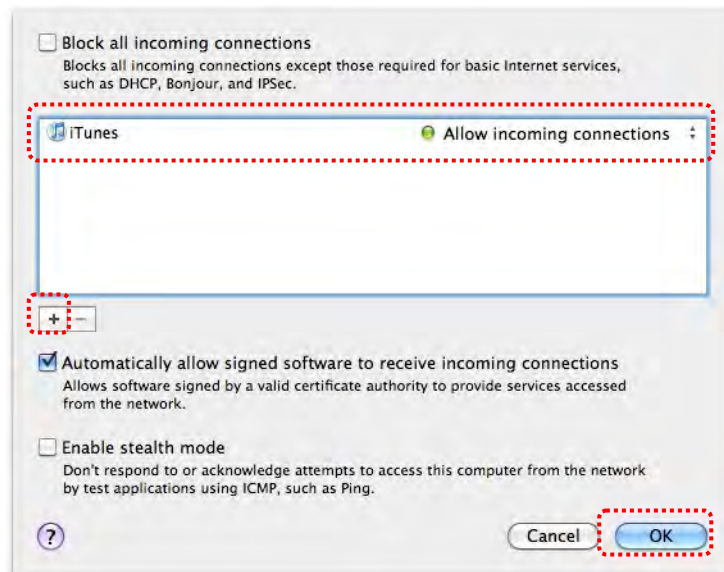 Block all incoming connections
Blocks all incoming connections except those required for basic Internet services,
such as DHCP, Bonjour, and IPSec.
iTunes Allow incoming connections
+ −
Automatically allow signed software to receive incoming connections
Allows software signed by a valid certificate authority to provide services accessed
from the network.
Enable stealth mode
Don't respond to or acknowledge attempts to access this computer from the network
by test applications using ICMP, such as Ping.
? Cancel OK